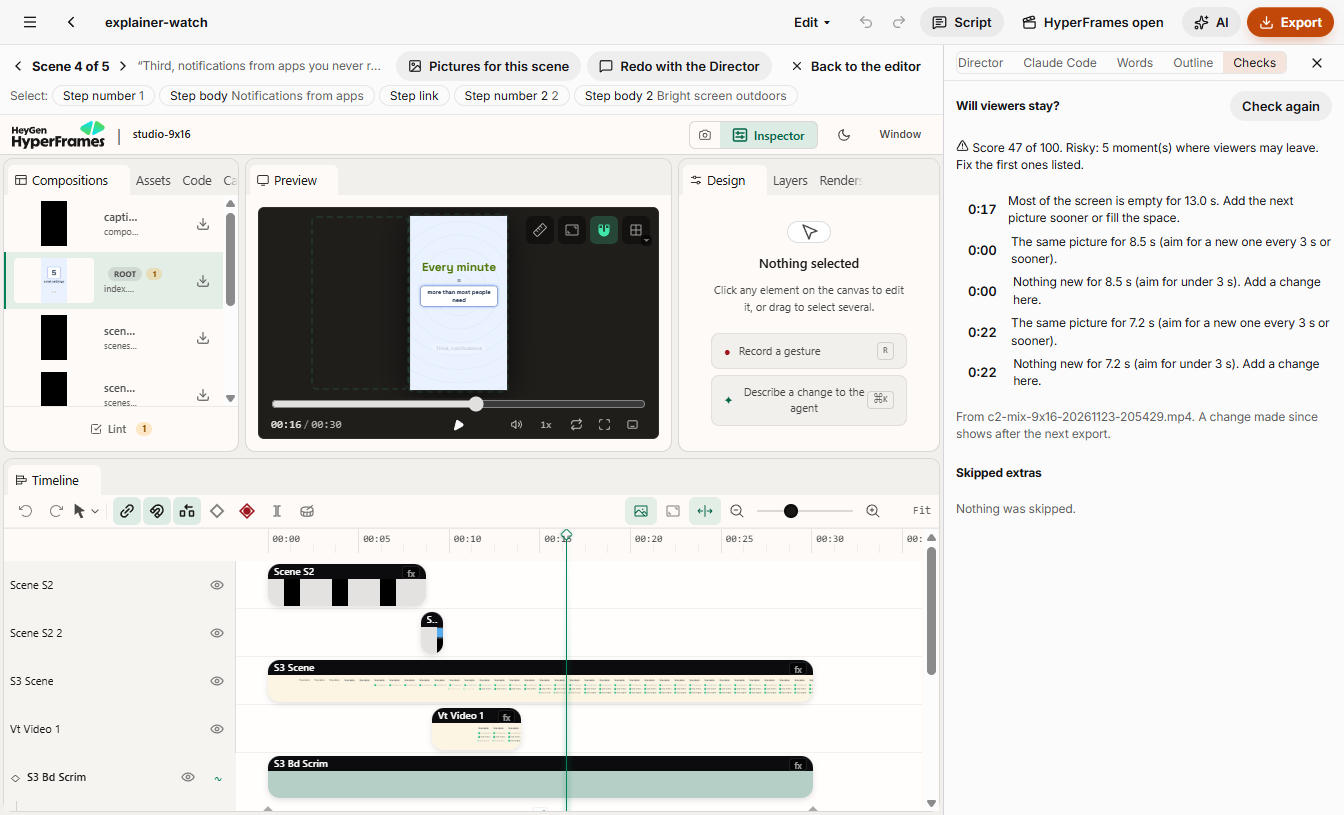 explainer-watch
Edit
Script
HyperFrames open
AI
Export
Scene 4 of 5
“Third, notifications from apps you never r...
Pictures for this scene
Redo with the Director
Back to the editor
Select:
Step number 1
Step body Notifications from apps
Step link
Step number 2 2
Step body 2 Bright screen outdoors
HeyGen
HyperFrames
studio-9x16
Inspector
Window
Compositions
Assets
Code
Ca
capti...
compo...
5
ROOT
1
index....
scen...
scenes...
scen...
scenes...
Lint
1
Preview
Every minute
more than most people
need
00:16 / 00:30
1x
Design
Layers
Renders
Nothing selected
Click any element on the canvas to edit
it, or drag to select several.
Record a gesture
R
Describe a change to the
agent
⌘K
Timeline
Fit
00:00
00:05
00:10
00:15
00:20
00:25
00:30
00:
Scene S2
Scene S2
fx
Scene S2 2
S..
S3 Scene
S3 Scene
fx
Vt Video 1
Vt Video 1
fx
S3 Bd Scrim
S3 Bd Scrim
fx
Director
Claude Code
Words
Outline
Checks
Will viewers stay?
Check again
Score 47 of 100. Risky: 5 moment(s) where viewers may leave.
Fix the first ones listed.
0:17
Most of the screen is empty for 13.0 s. Add the next
picture sooner or fill the space.
0:00
The same picture for 8.5 s (aim for a new one every 3 s or
sooner).
0:00
Nothing new for 8.5 s (aim for under 3 s). Add a change
here.
0:22
The same picture for 7.2 s (aim for a new one every 3 s or
sooner).
0:22
Nothing new for 7.2 s (aim for under 3 s). Add a change
here.
From c2-mix-9x16-20261123-205429.mp4. A change made since
shows after the next export.
Skipped extras
Nothing was skipped.